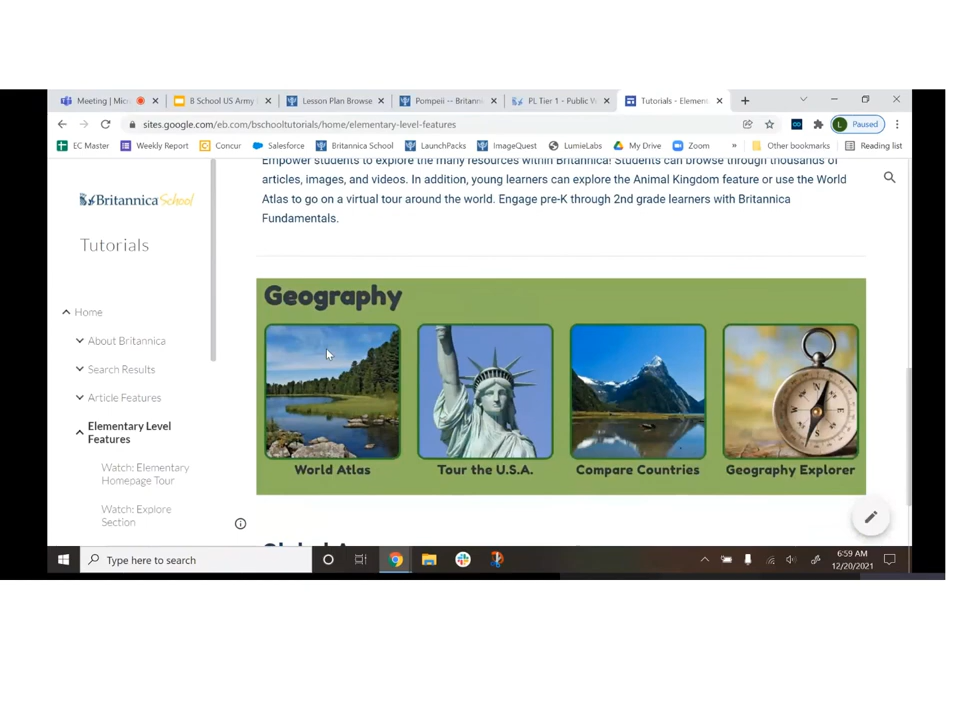 Meeting | Micr
B School US Army
Lesson Plan Browse
Pompeii -- Britann
PL Tier 1 - Public
Tutorials - Elemen
sites.google.com/eb.com/bschooltutorials/home/elementary-level-features
L Paused
EC Master Weekly Report Concur Salesforce Britannica School LaunchPacks ImageQuest LumieLabs My Drive Zoom » Other bookmarks Reading list
Empower students to explore the many resources within Britannica! Students can browse through thousands of
articles, images, and videos. In addition, young learners can explore the Animal Kingdom feature or use the World
Atlas to go on a virtual tour around the world. Engage pre-K through 2nd grade learners with Britannica
Fundamentals.
Britannica School
Tutorials
Home
About Britannica
Search Results
Article Features
Elementary Level
Features
Watch: Elementary
Homepage Tour
Watch: Explore
Section
Geography
World Atlas
Tour the U.S.A.
Compare Countries
Geography Explorer
N
E
S
W
Type here to search
6:59 AM
12/20/2021